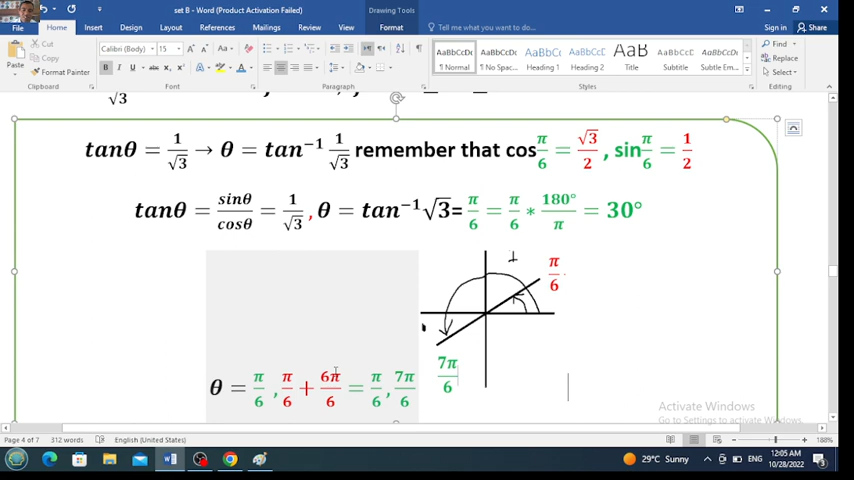 set B - Word (Product Activation Failed)
Drawing Tools
File Home Insert Design Layout References Mailings Review View Format Tell me what you want to do... Sign in Share
Cut
Copy
Format Painter
Paste
Clipboard
Calibri (Body) 15
Font
Paragraph
AaBbCcDc AaBbCcDc AaBbCc AaBbCcD AaB AaBbCcD AaBbCcDc
¶ Normal ¶ No Spac... Heading 1 Heading 2 Title Subtitle Subtle Em...
Styles
Find
Replace
Select
Editing
√3
tanθ = 1/√3 → θ = tan⁻¹ 1/√3 remember that cos π/6 = √3/2 , sin π/6 = 1/2
tanθ = sinθ/cosθ = 1/√3 , θ = tan⁻¹√3= π/6 = π/6 * 180°/π = 30°
1
π/6
7π/6
θ = π/6 , π/6 + 6π/6 = π/6 , 7π/6
Activate Windows
Go to Settings to activate Windows.
Page 4 of 7 312 words English (United States) 188%
29°C Sunny ENG 12:05 AM
10/28/2022